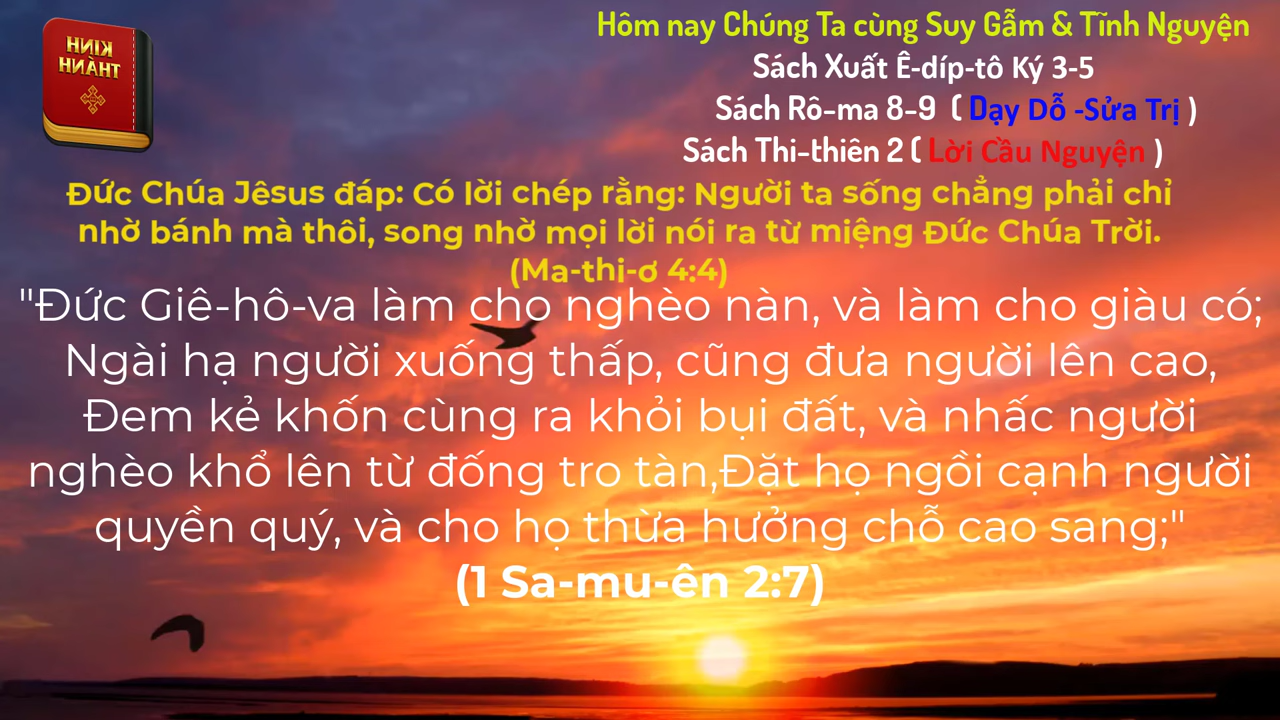 KINH
THÁNH
Hôm nay Chúng Ta cùng Suy Gẫm & Tĩnh Nguyện
Sách Xuất Ê-díp-tô Ký 3-5
Sách Rô-ma 8-9 ( Dạy Dỗ -Sửa Trị )
Sách Thi-thiên 2 ( Lời Cầu Nguyện )
Đức Chúa Jêsus đáp: Có lời chép rằng: Người ta sống chẳng phải chỉ
nhờ bánh mà thôi, song nhờ mọi lời nói ra từ miệng Đức Chúa Trời.
(Ma-thi-ơ 4:4)
"Đức Giê-hô-va làm cho nghèo nàn, và làm cho giàu có;
Ngài hạ người xuống thấp, cũng đưa người lên cao,
Đem kẻ khốn cùng ra khỏi bụi đất, và nhấc người
nghèo khổ lên từ đống tro tàn,Đặt họ ngồi cạnh người
quyền quý, và cho họ thừa hưởng chỗ cao sang;"
(1 Sa-mu-ên 2:7)